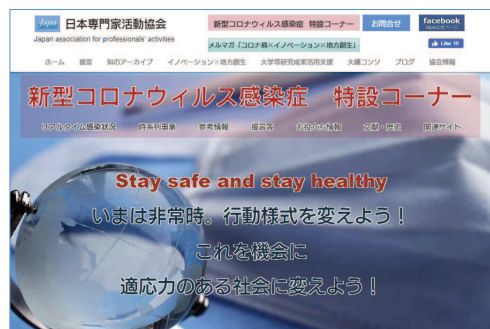 Japa 日本専門家活動協会
Japan association for professionals' activities
新型コロナウィルス感染症 特設コーナー
お問合せ
facebook
メルマガ「コロナ禍×イノベーション×地方創生」
Like 10
ホーム 提言 知のアーカイブ イノベーション×地方創生 大学等研究成果活用支援 大磯コンソ ブログ 協会情報
新型コロナウィルス感染症 特設コーナー
リアルタイム感染状況 時系列事象 参考情報 提言等 お役立ち情報 文献・歴史 関連サイト
Stay safe and stay healthy
いまは非常時。行動様式を変えよう！
これを機会に
適応力のある社会に変えよう！